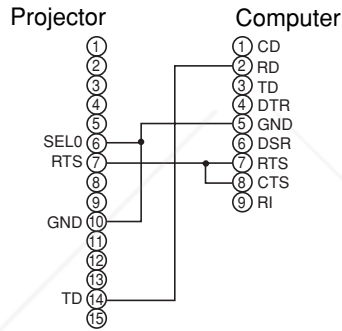 Projector Computer
1 1 CD
2 2 RD
3 3 TD
4 4 DTR
5 5 GND
SEL0 6 6 DSR
RTS 7 7 RTS
8 8 CTS
9 9 RI
GND 10
11
12
13
TD 14
15